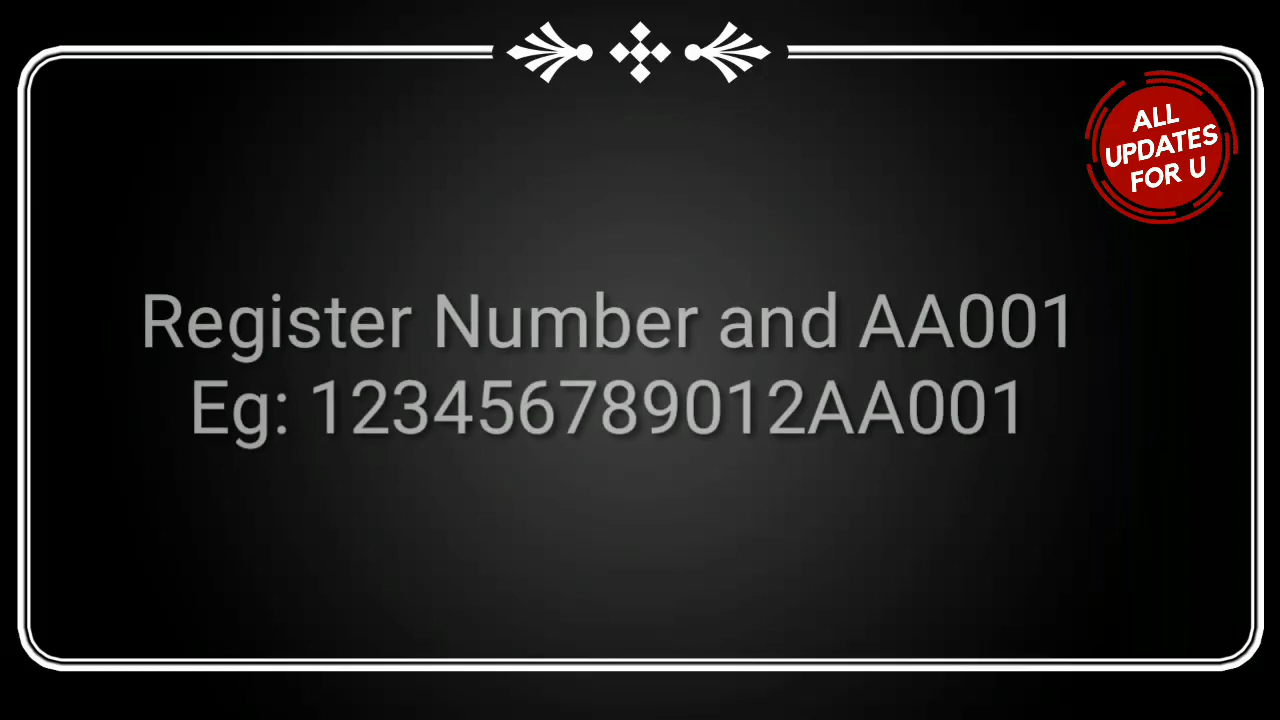 ALL
UPDATES
FOR U
Register Number and AA001
Eg: 123456789012AA001